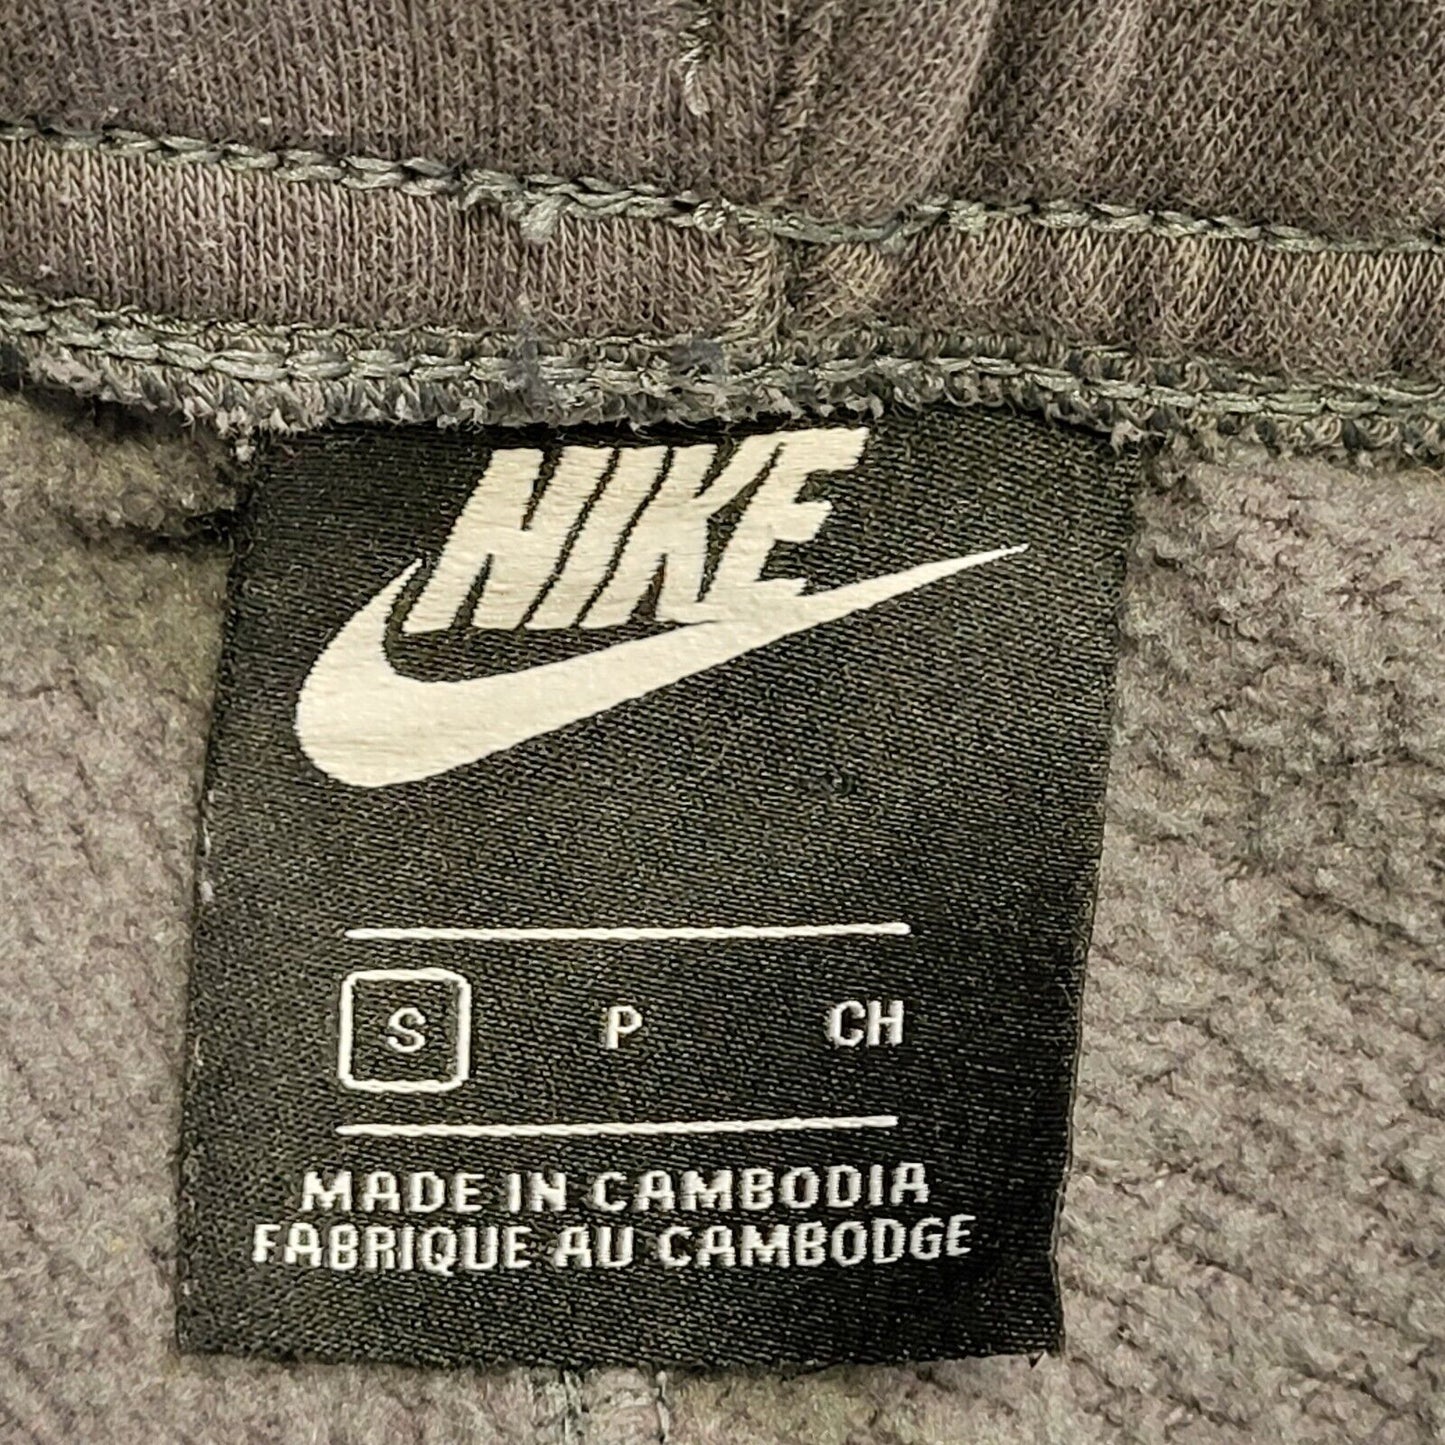 NIKE
S P CH
MADE IN CAMBODIA
FABRIQUE AU CAMBODGE